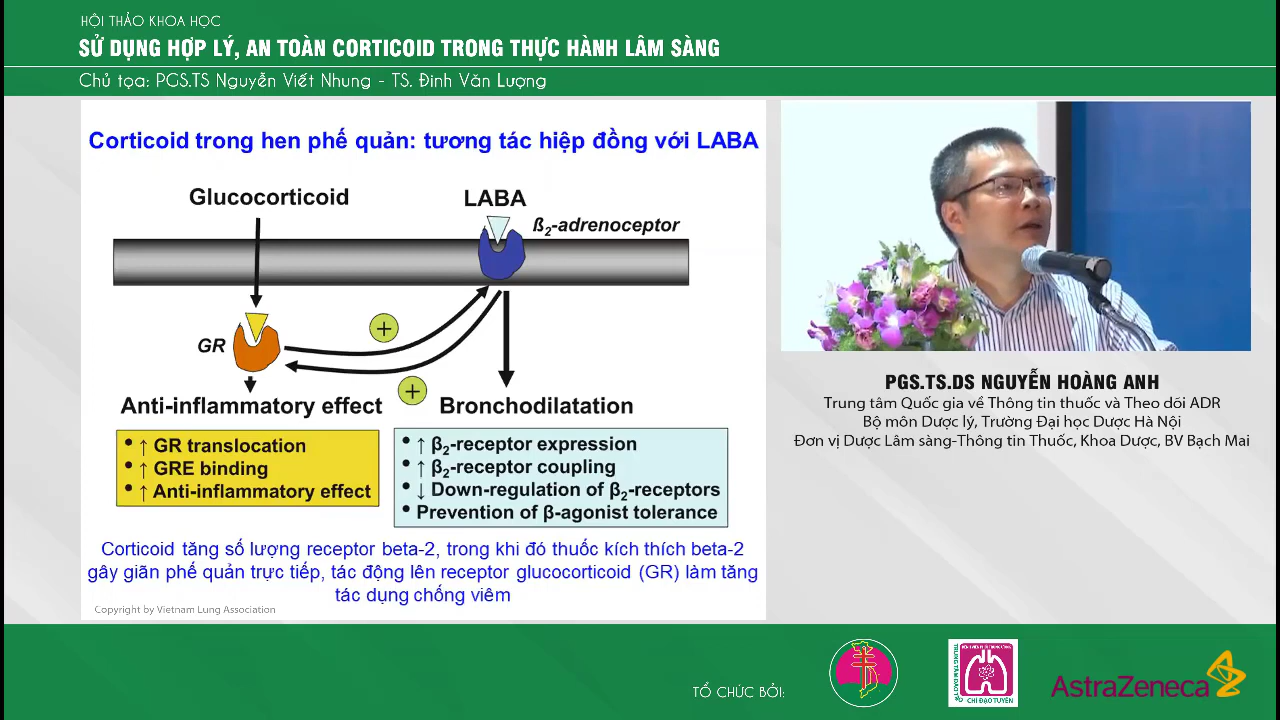 HỘI THẢO KHOA HỌC
SỬ DỤNG HỢP LÝ, AN TOÀN CORTICOID TRONG THỰC HÀNH LÂM SÀNG
Chủ tọa: PGS.TS Nguyễn Viết Nhung - TS. Đinh Văn Lượng
Corticoid trong hen phế quản: tương tác hiệp đồng với LABA
Glucocorticoid
LABA
ß2-adrenoceptor
GR
+
+
Anti-inflammatory effect
Bronchodilatation
• ↑ GR translocation
• ↑ GRE binding
• ↑ Anti-inflammatory effect
• ↑ β2-receptor expression
• ↑ β2-receptor coupling
• ↓ Down-regulation of β2-receptors
• Prevention of β-agonist tolerance
Corticoid tăng số lượng receptor beta-2, trong khi đó thuốc kích thích beta-2
gây giãn phế quản trực tiếp, tác động lên receptor glucocorticoid (GR) làm tăng
tác dụng chống viêm
Copyright by Vietnam Lung Association
PGS.TS.DS NGUYỄN HOÀNG ANH
Trung tâm Quốc gia về Thông tin thuốc và Theo dõi ADR
Bộ môn Dược lý, Trường Đại học Dược Hà Nội
Đơn vị Dược Lâm sàng-Thông tin Thuốc, Khoa Dược, BV Bạch Mai
TỔ CHỨC BỞI:
CHỈ ĐẠO TUYẾN
AstraZeneca